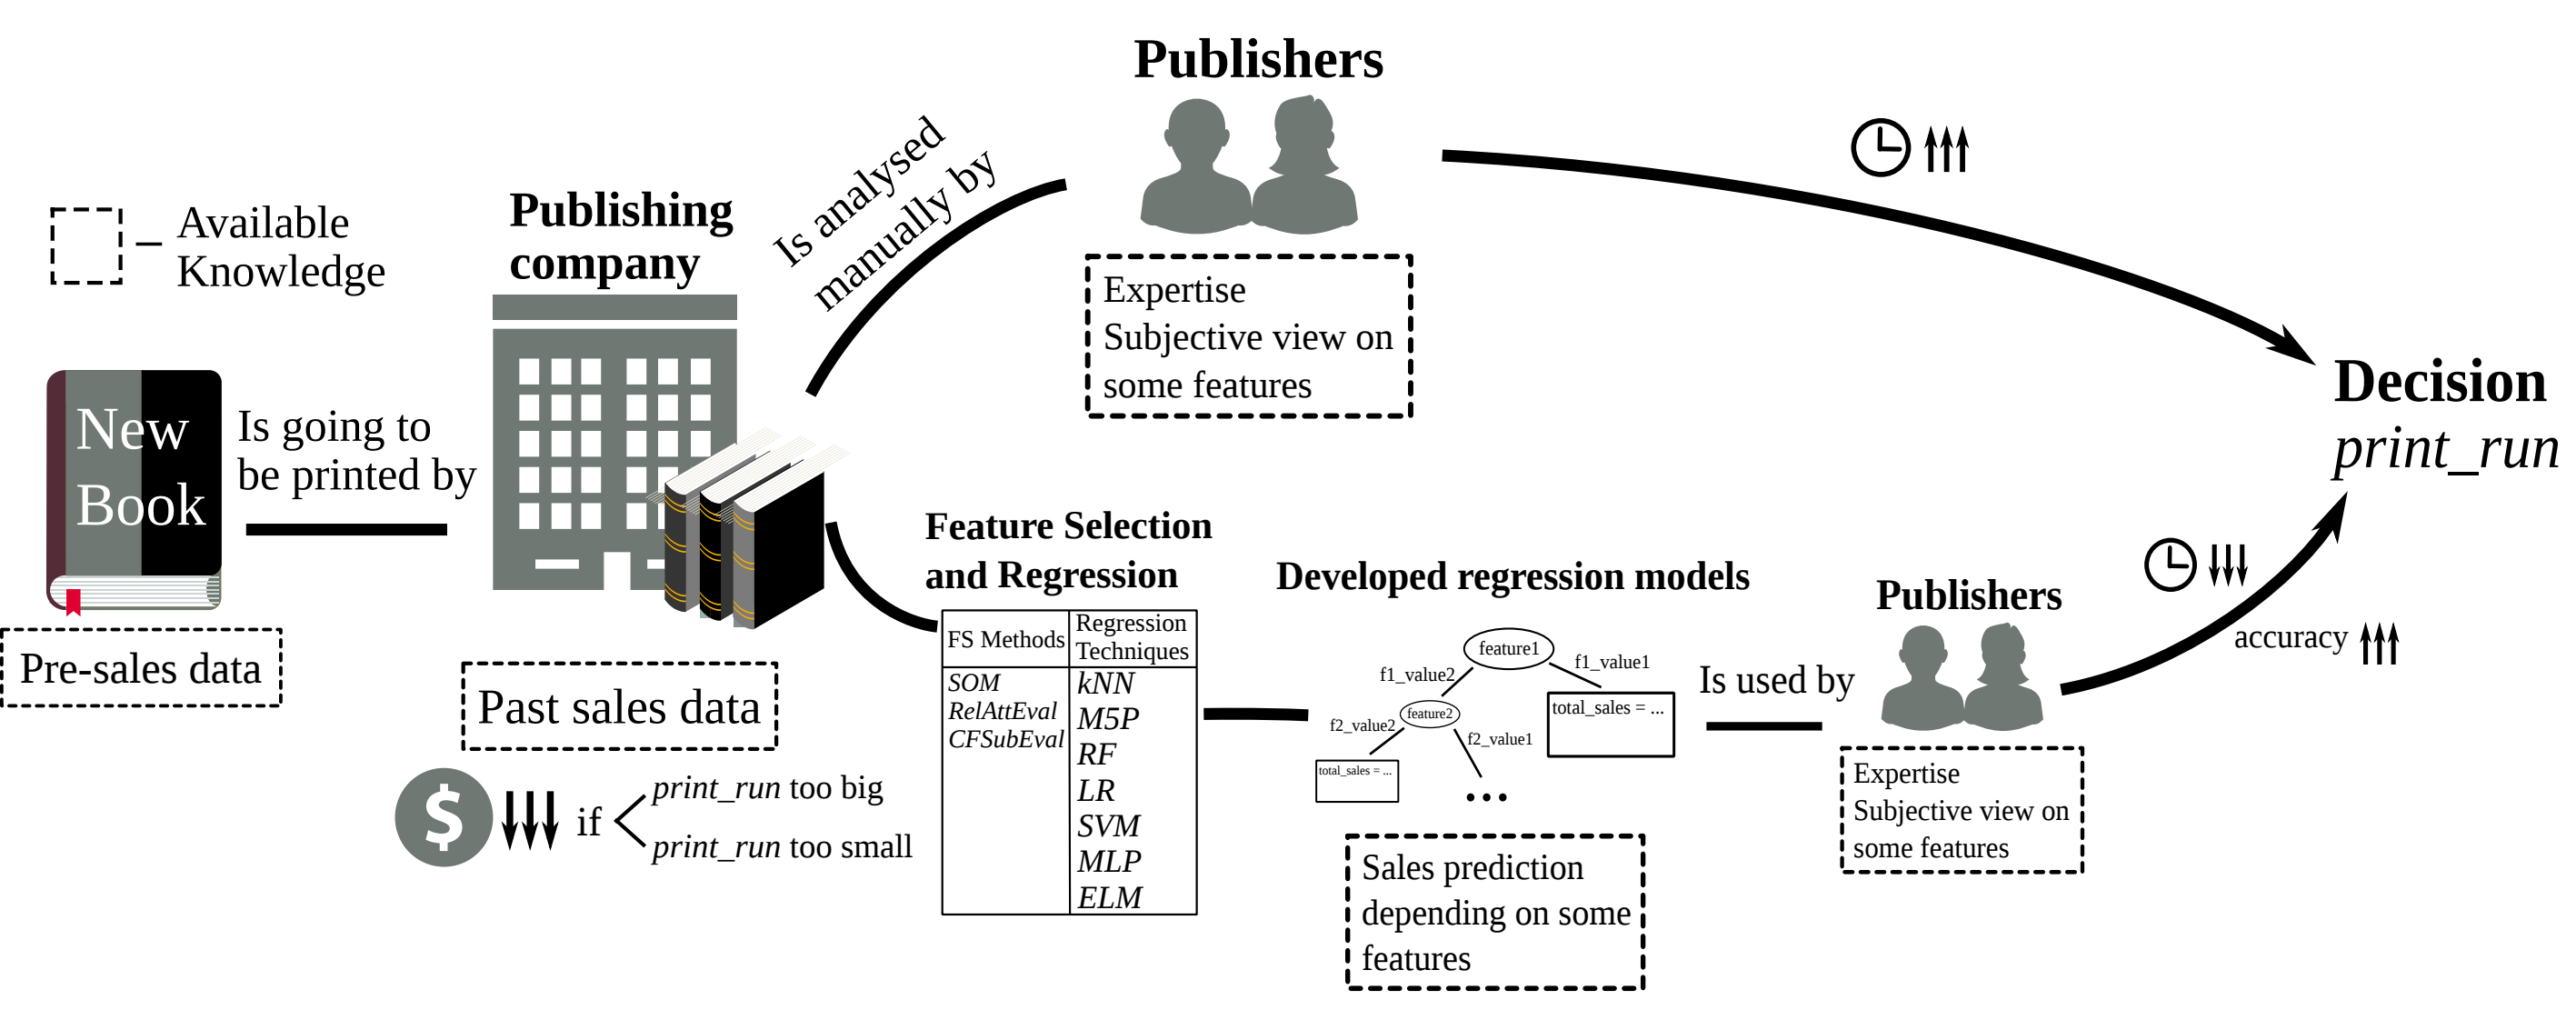 Available
Knowledge
New
Book
Pre-sales data
Is going to
be printed by
Publishing
company
Past sales data
$
if
print_run too big
print_run too small
Is analysed
manually by
Publishers
Expertise
Subjective view on
some features
Feature Selection
and Regression
FS Methods
Regression
Techniques
SOM
RelAttEval
CFSubEval
kNN
M5P
RF
LR
SVM
MLP
ELM
Developed regression models
feature1
f1_value2
f1_value1
feature2
total_sales = ...
f2_value2
f2_value1
total_sales = ...
...
Sales prediction
depending on some
features
Is used by
Publishers
Expertise
Subjective view on
some features
accuracy
Decision
print_run